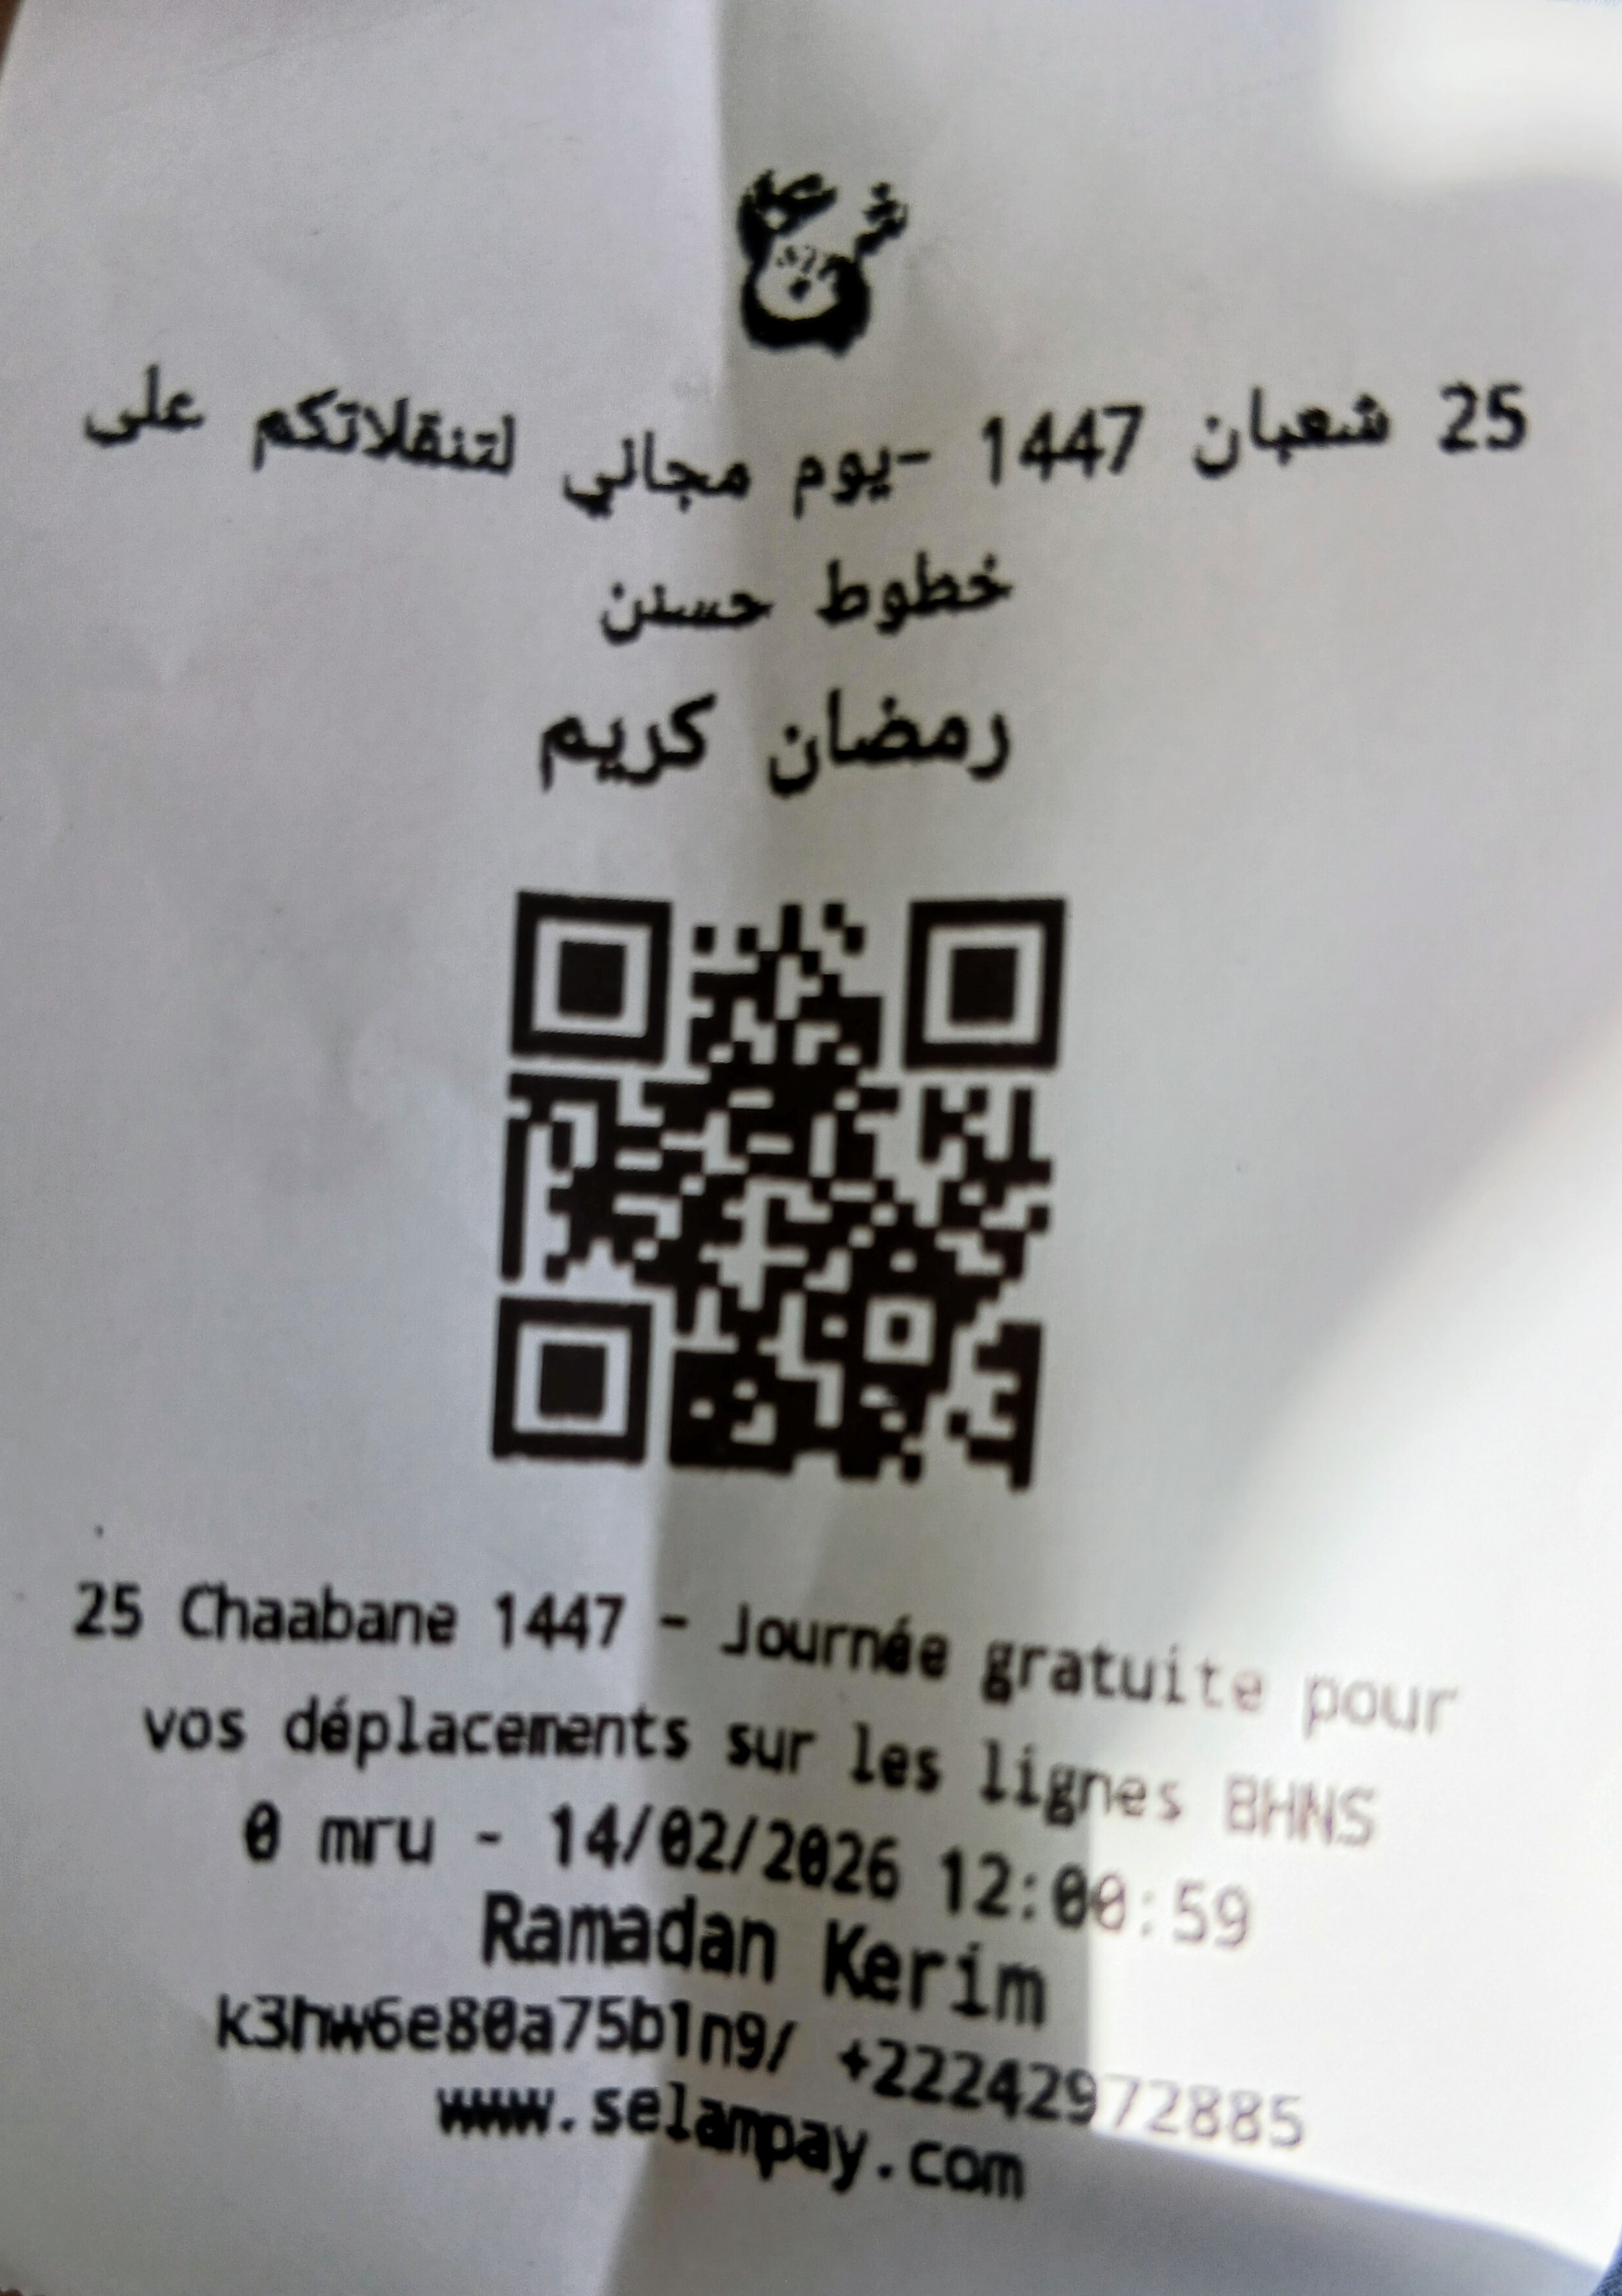 25 شعبان 1447 -يوم مجاني لتنقلاتكم على
خطوط حسنن
رمضان كريم
25 Chaabane 1447 - Journée gratuite pour
vos déplacements sur les lignes BHNS
0 mru - 14/02/2026 12:00:59
Ramadan Kerim
k3hw6e80a75b1n9/ +22242972885
www.selampay.com